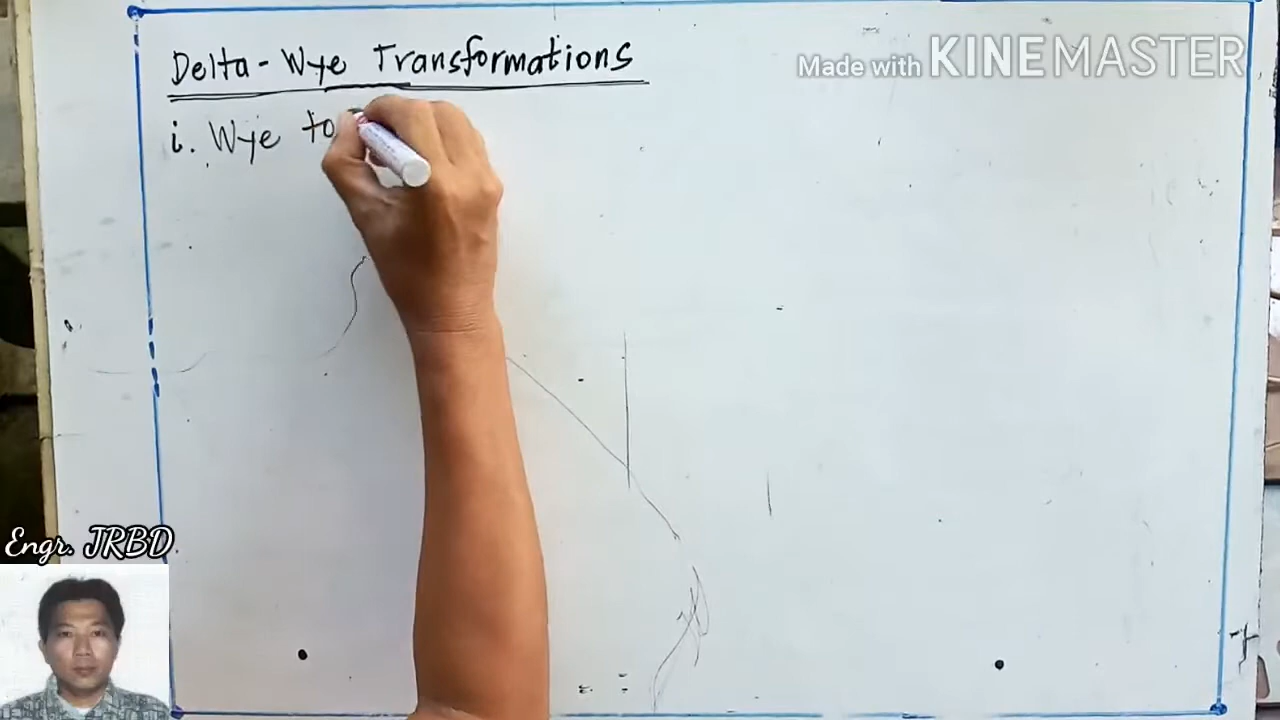 Delta - Wye Transformations
Made with KINEMASTER
i. Wye to
Engr. JRBD